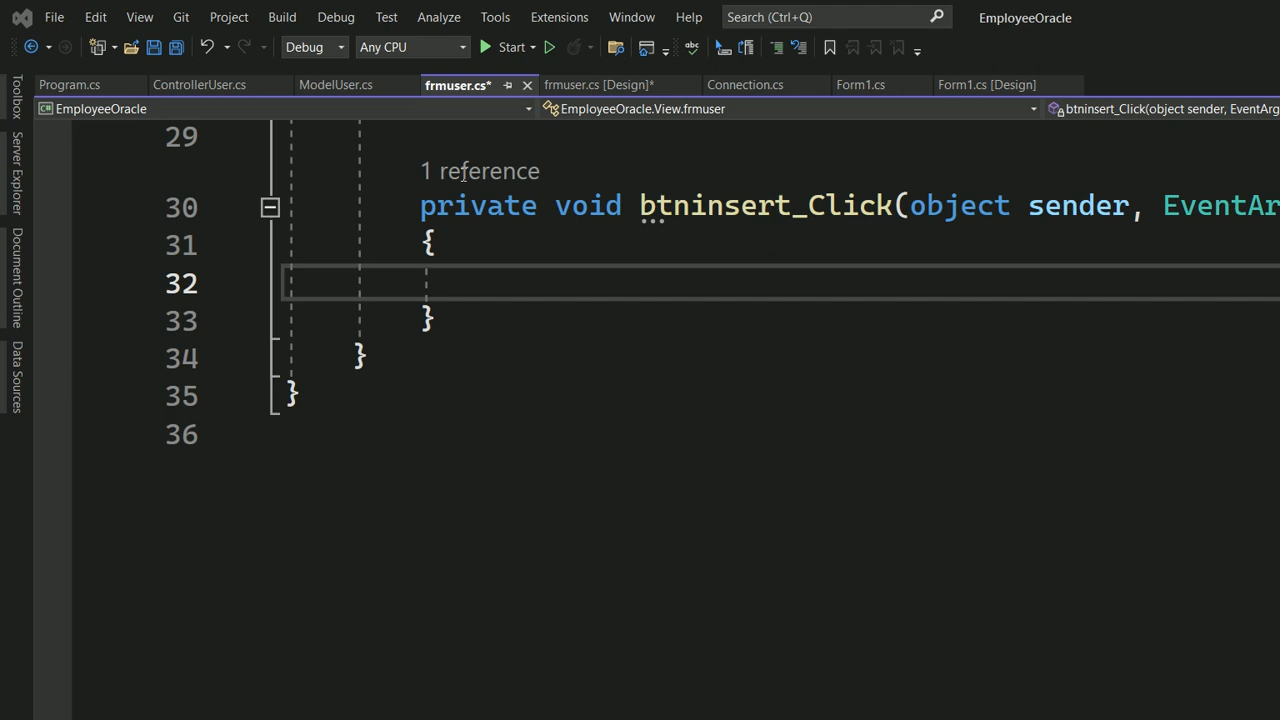 File Edit View Git Project Build Debug Test Analyze Tools Extensions Window Help Search (Ctrl+Q) EmployeeOracle
Debug Any CPU Start
Program.cs ControllerUser.cs ModelUser.cs frmuser.cs* frmuser.cs [Design]* Connection.cs Form1.cs Form1.cs [Design]
EmployeeOracle EmployeeOracle.View.frmuser btninsert_Click(object sender, EventArg
Toolbox
Server Explorer
Document Outline
Data Sources
29
1 reference
30 private void btninsert_Click(object sender, EventAr
31 {
32
33 }
34 }
35 }
36